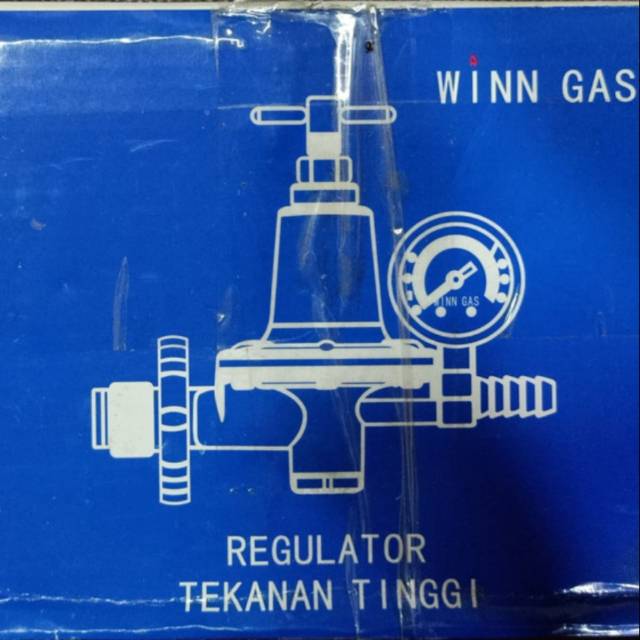 WiNN GAS
WINN GAS
REGULATOR
TEKANAN TINGGI